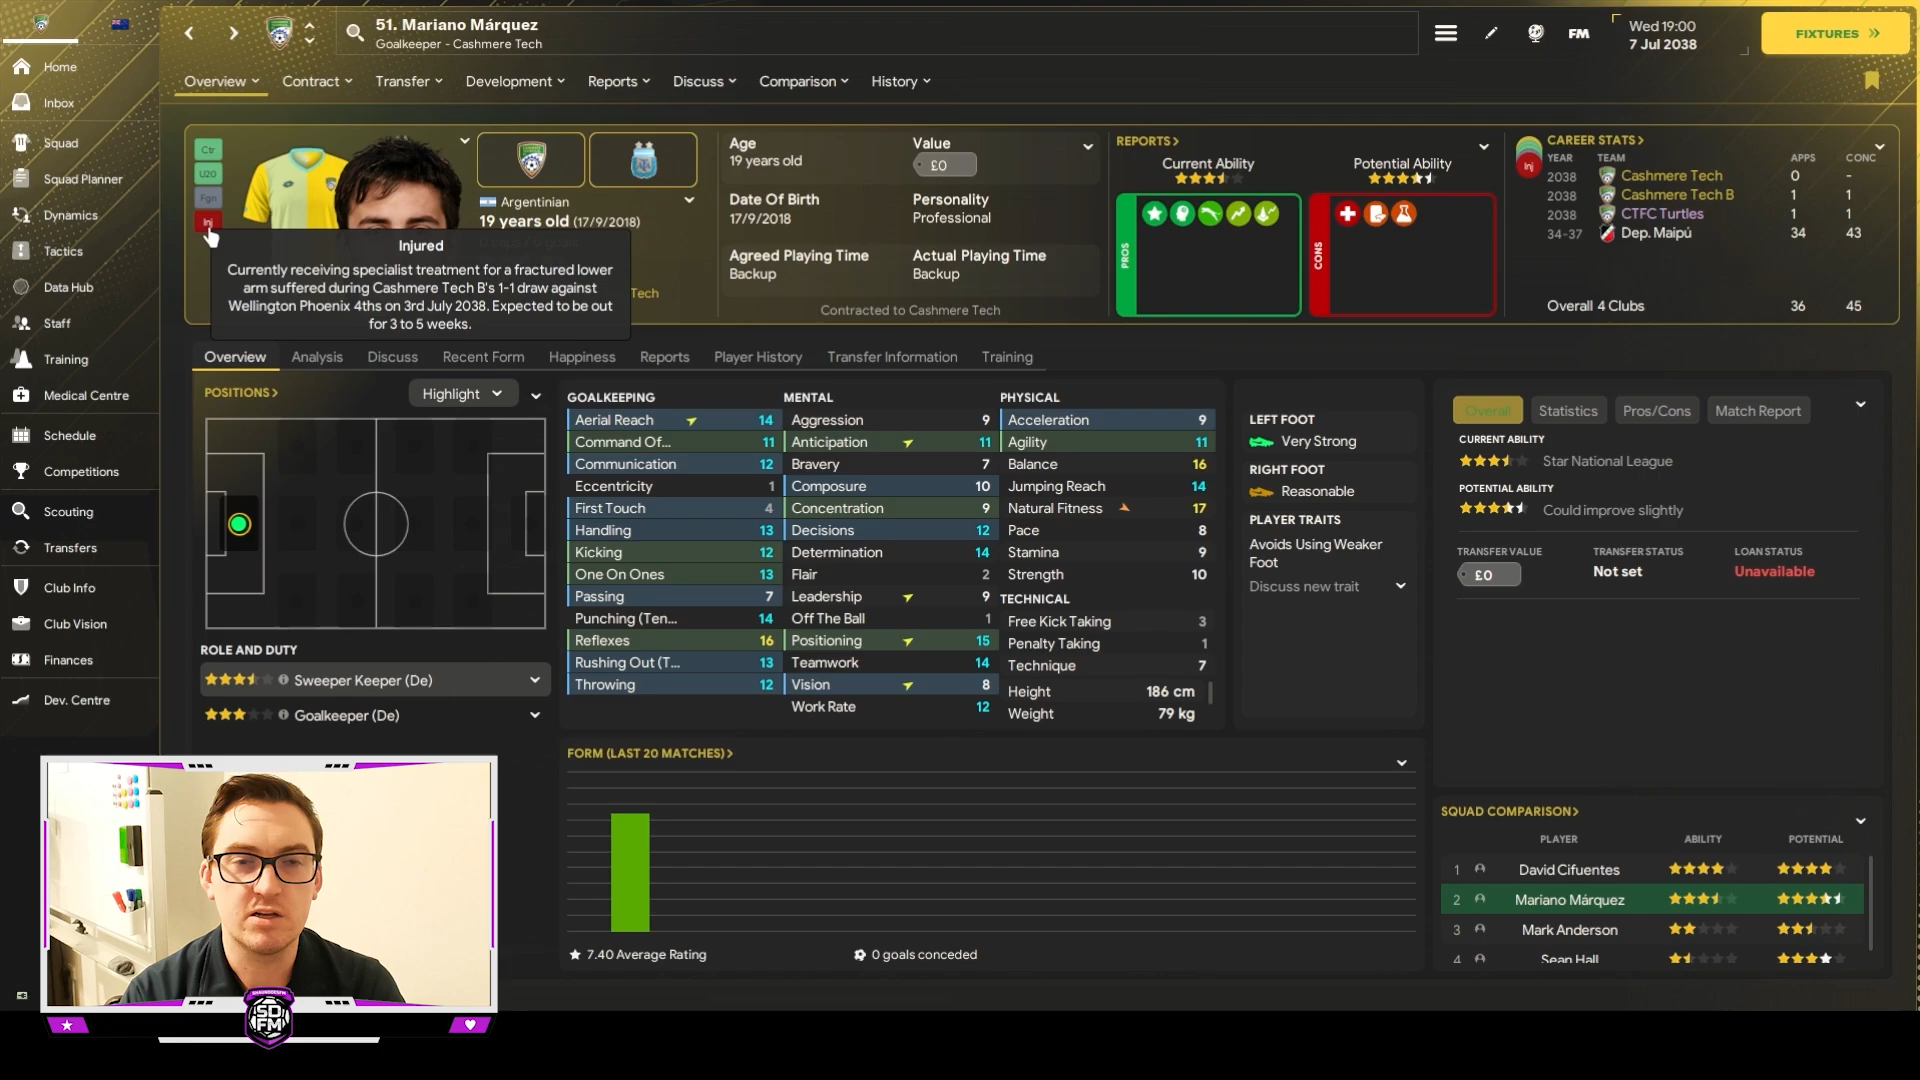 51. Mariano Márquez
Goalkeeper - Cashmere Tech
FM
Wed 19:00
7 Jul 2038
FIXTURES
Home
Inbox
Squad
Squad Planner
Dynamics
Tactics
Data Hub
Staff
Training
Medical Centre
Schedule
Competitions
Scouting
Transfers
Club Info
Club Vision
Finances
Dev. Centre
Overview
Contract
Transfer
Development
Reports
Discuss
Comparison
History
Ctr
U20
Fgn
Inj
Argentinian
19 years old (17/9/2018)
Tech
Injured
Currently receiving specialist treatment for a fractured lower
arm suffered during Cashmere Tech B's 1-1 draw against
Wellington Phoenix 4ths on 3rd July 2038. Expected to be out
for 3 to 5 weeks.
Age
19 years old
Value
£0
Date Of Birth
17/9/2018
Personality
Professional
Agreed Playing Time
Backup
Actual Playing Time
Backup
Contracted to Cashmere Tech
REPORTS
Current Ability
Potential Ability
PROS
CONS
Inj
CAREER STATS
YEAR TEAM APPS CONC
2038 Cashmere Tech 0 -
2038 Cashmere Tech B 1 1
2038 CTFC Turtles 1 1
34-37 Dep. Maipú 34 43
Overall 4 Clubs 36 45
Overview
Analysis
Discuss
Recent Form
Happiness
Reports
Player History
Transfer Information
Training
POSITIONS
Highlight
ROLE AND DUTY
Sweeper Keeper (De)
Goalkeeper (De)
GOALKEEPING
Aerial Reach 14
Command Of... 11
Communication 12
Eccentricity 1
First Touch 4
Handling 13
Kicking 12
One On Ones 13
Passing 7
Punching (Ten... 14
Reflexes 16
Rushing Out (T... 13
Throwing 12
MENTAL
Aggression 9
Anticipation 11
Bravery 7
Composure 10
Concentration 9
Decisions 12
Determination 14
Flair 2
Leadership 9
Off The Ball 1
Positioning 15
Teamwork 14
Vision 8
Work Rate 12
PHYSICAL
Acceleration 9
Agility 11
Balance 16
Jumping Reach 14
Natural Fitness 17
Pace 8
Stamina 9
Strength 10
TECHNICAL
Free Kick Taking 3
Penalty Taking 1
Technique 7
Height 186 cm
Weight 79 kg
LEFT FOOT
Very Strong
RIGHT FOOT
Reasonable
PLAYER TRAITS
Avoids Using Weaker
Foot
Discuss new trait
Overall
Statistics
Pros/Cons
Match Report
CURRENT ABILITY
Star National League
POTENTIAL ABILITY
Could improve slightly
TRANSFER VALUE
£0
TRANSFER STATUS
Not set
LOAN STATUS
Unavailable
FORM (LAST 20 MATCHES)
7.40 Average Rating
0 goals conceded
SQUAD COMPARISON
PLAYER ABILITY POTENTIAL
1 David Cifuentes
2 Mariano Márquez
3 Mark Anderson
4 Sean Hall
SD
FM